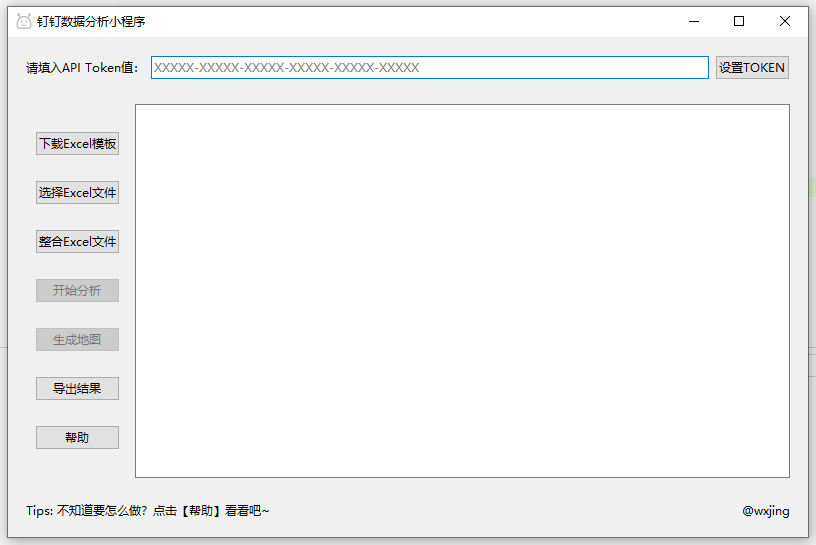 钉钉数据分析小程序
请填入API Token值： XXXXX-XXXXX-XXXXX-XXXXX-XXXXX-XXXXX 设置TOKEN
下载Excel模板
选择Excel文件
整合Excel文件
开始分析
生成地图
导出结果
帮助
Tips: 不知道要怎么做？点击【帮助】看看吧~ @wxjing